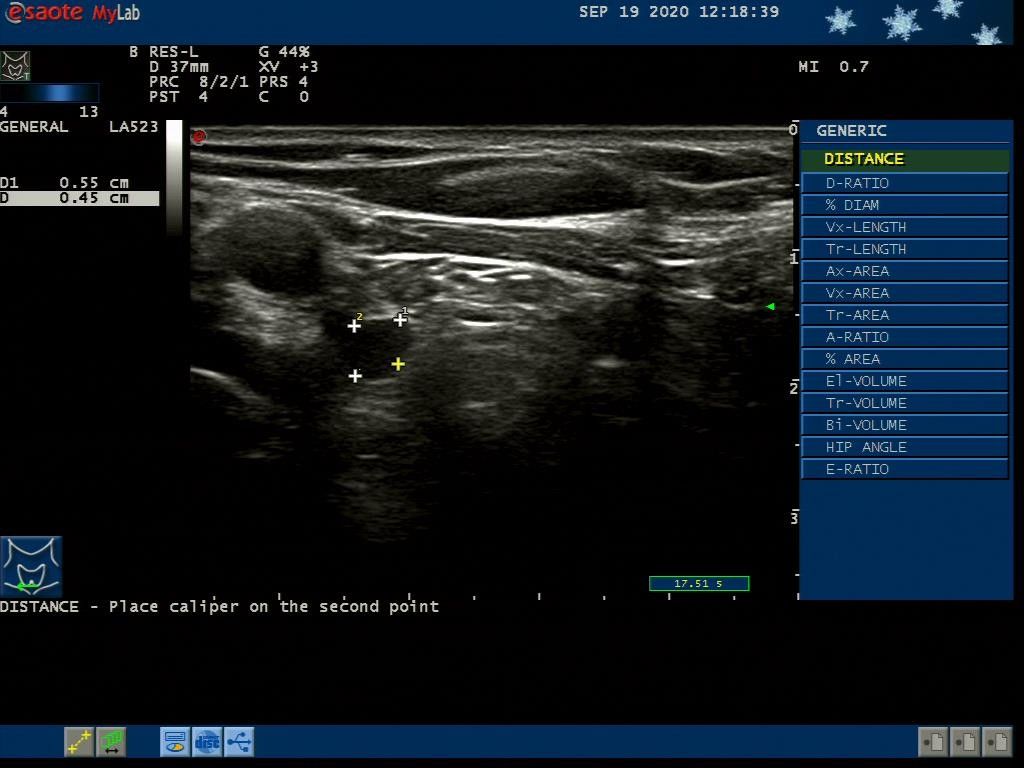 esaote MyLab
SEP 19 2020 12:18:39
B RES-L G 44%
D 37mm XV +3
PRC 8/2/1 PRS 4
PST 4 C 0
MI 0.7
4 13
GENERAL LA523
D1 0.55 cm
D 0.45 cm
0
1
2
3
2
1
GENERIC
DISTANCE
D-RATIO
% DIAM
Vx-LENGTH
Tr-LENGTH
Ax-AREA
Vx-AREA
Tr-AREA
A-RATIO
% AREA
El-VOLUME
Tr-VOLUME
Bi-VOLUME
HIP ANGLE
E-RATIO
17.51 s
DISTANCE - Place caliper on the second point
disc